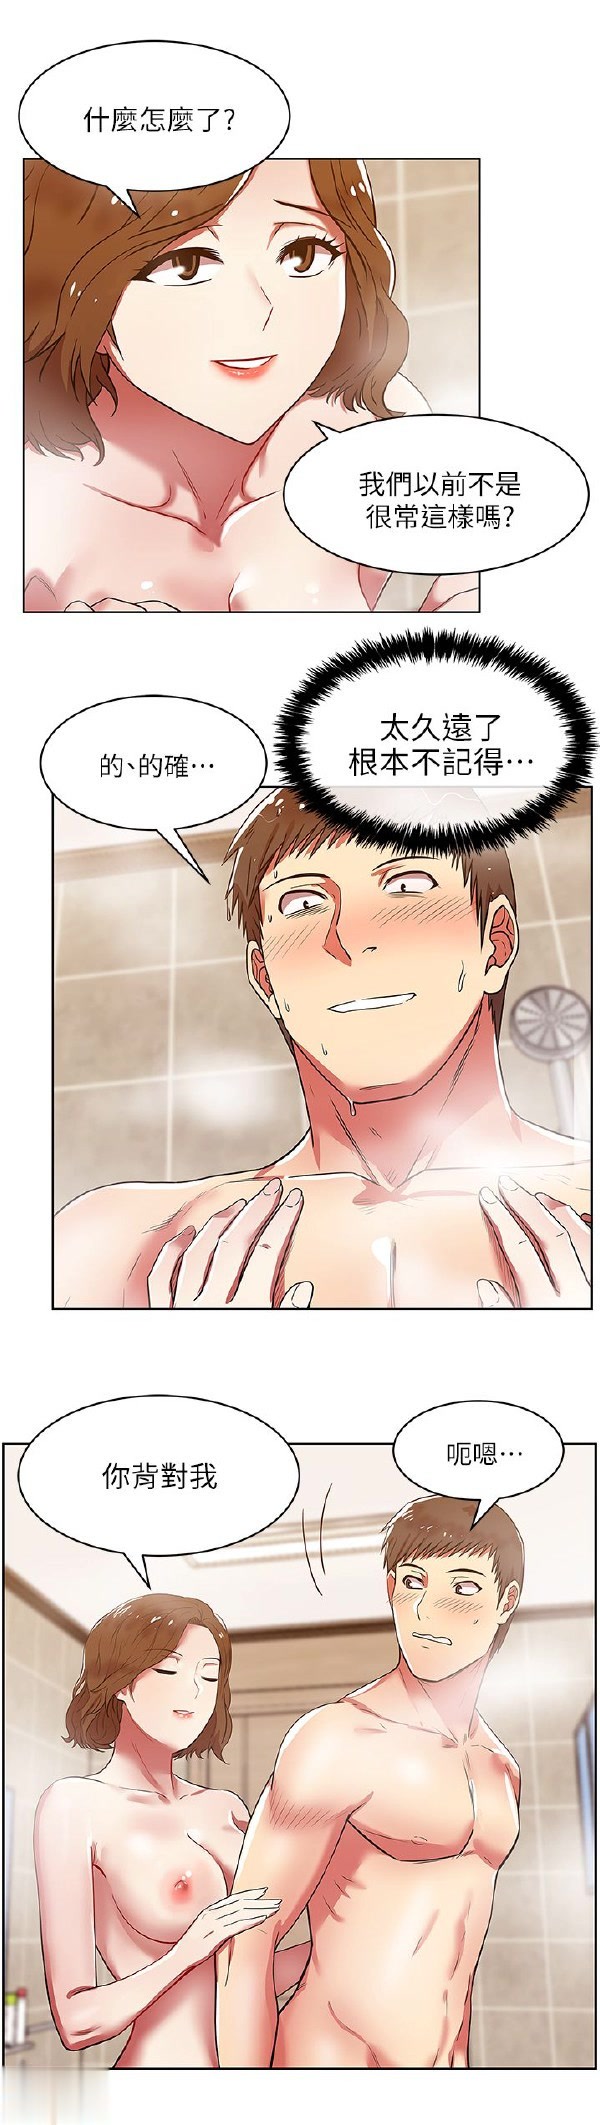 什麼怎麼了?
我們以前不是
很常這樣嗎?
太久遠了
根本不記得…
的、的確…
你背對我
呃嗯…